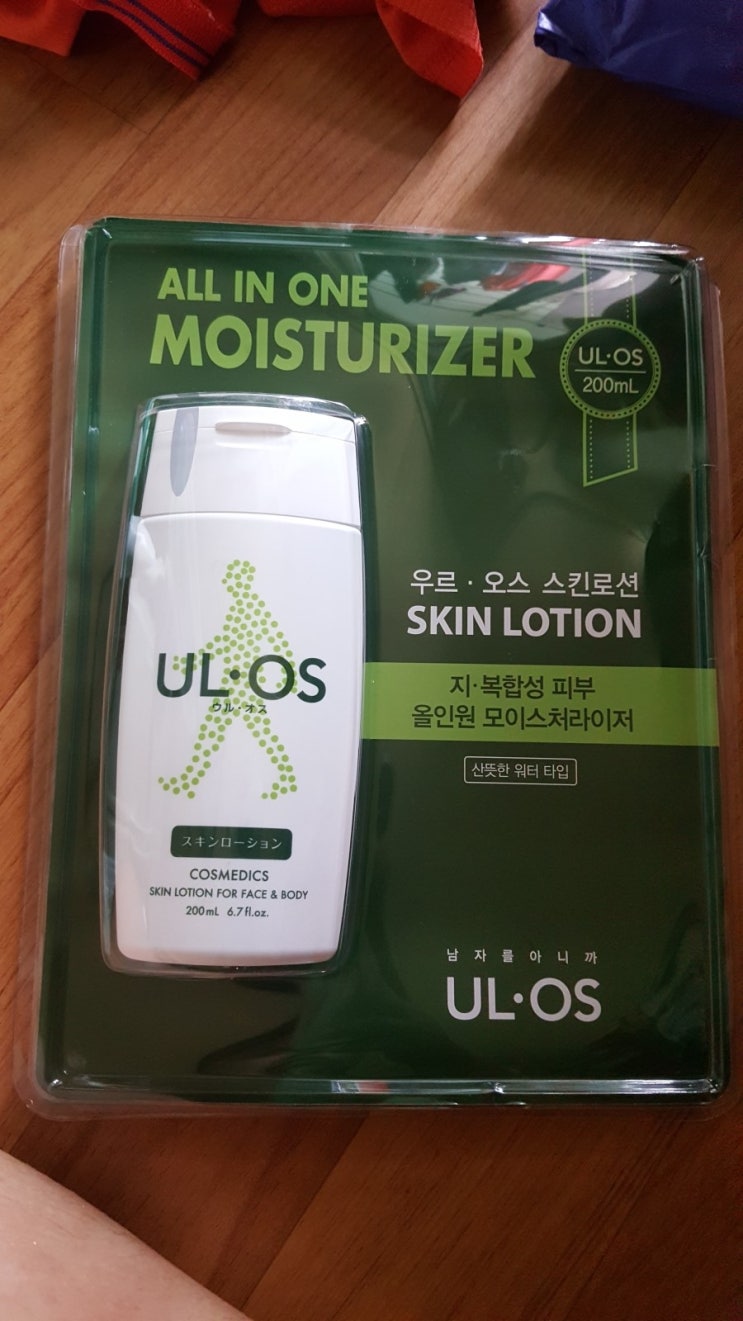 ALL IN ONE
MOISTURIZER
UL·OS
200mL
우르·오스 스킨로션
SKIN LOTION
지·복합성 피부
올인원 모이스처라이저
산뜻한 워터 타입
UL·OS
ウル・オス
スキンローション
COSMEDICS
SKIN LOTION FOR FACE & BODY
200mL 6.7 fl.oz.
남자를아니까
UL·OS